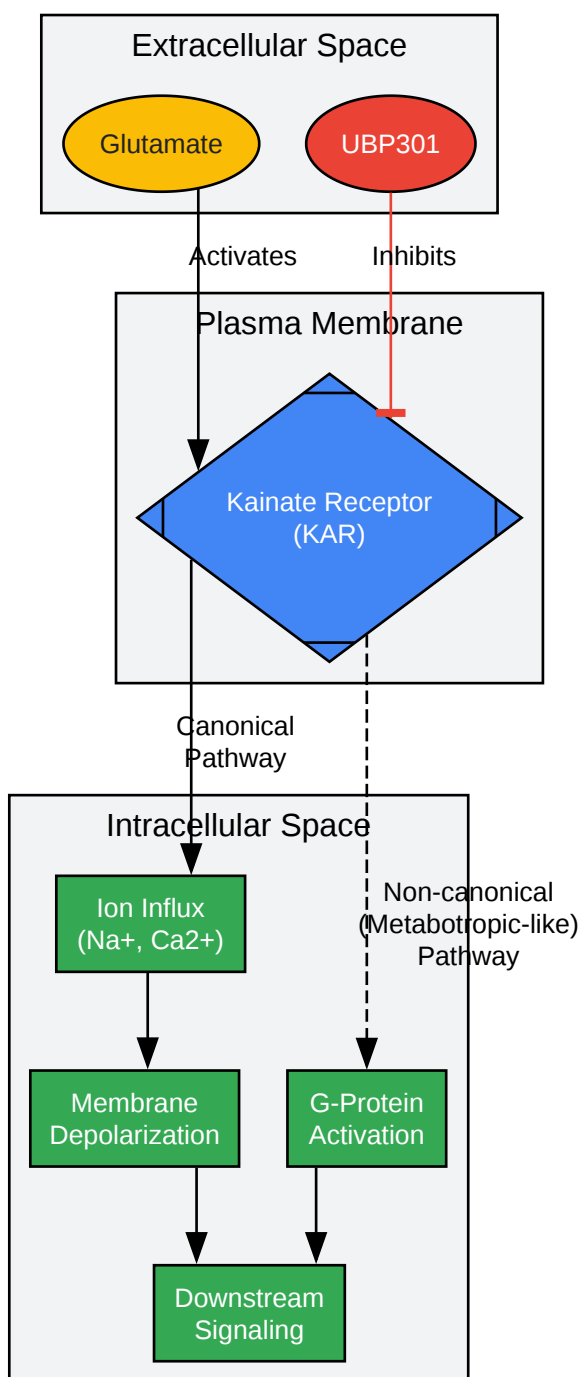 Extracellular Space
Glutamate
UBP301
Activates
Inhibits
Plasma Membrane
Kainate Receptor
(KAR)
Canonical
Pathway
Intracellular Space
Ion Influx
(Na+, Ca2+)
Non-canonical
(Metabotropic-like)
Pathway
Membrane
Depolarization
G-Protein
Activation
Downstream
Signaling